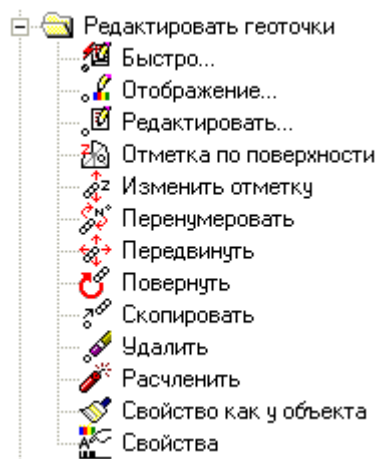 Редактировать геоточки
Быстро...
Отображение...
Редактировать...
Отметка по поверхности
Изменить отметку
Перенумеровать
Передвинуть
Повернуть
Скопировать
Удалить
Расчленить
Свойство как у объекта
Свойства